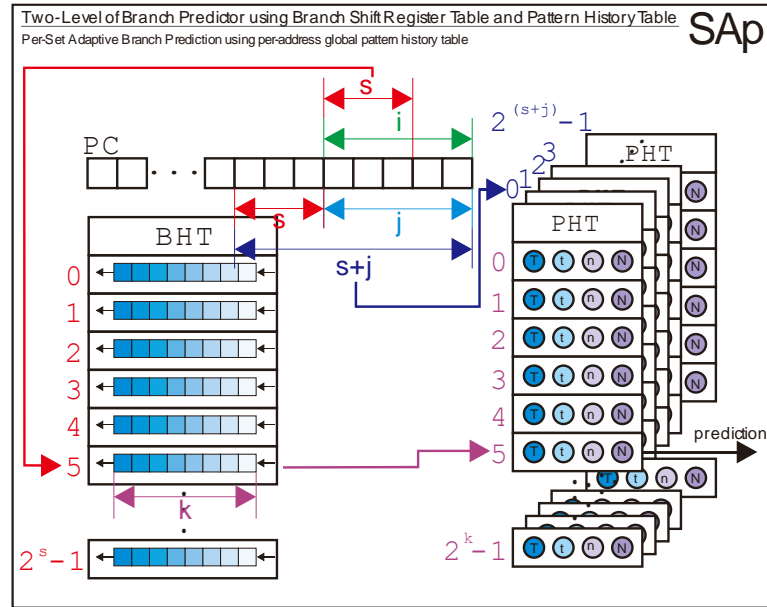 Two-Level of Branch Predictor using Branch Shift Register Table and Pattern History Table
SAp
Per-Set Adaptive Branch Prediction using per-address global pattern history table
s
i
2^(s+j)-1
PC
...
3
2
1
0
PHT
N
s
j
BHT
PHT
s+j
0
0
T t n N
N
1
1
T t n N
N
2
2
T t n N
N
3
3
T t n N
N
4
4
T t n N
N
prediction
5
5
T t n N
k
T t n N
2^s-1
2^k-1
T t n N